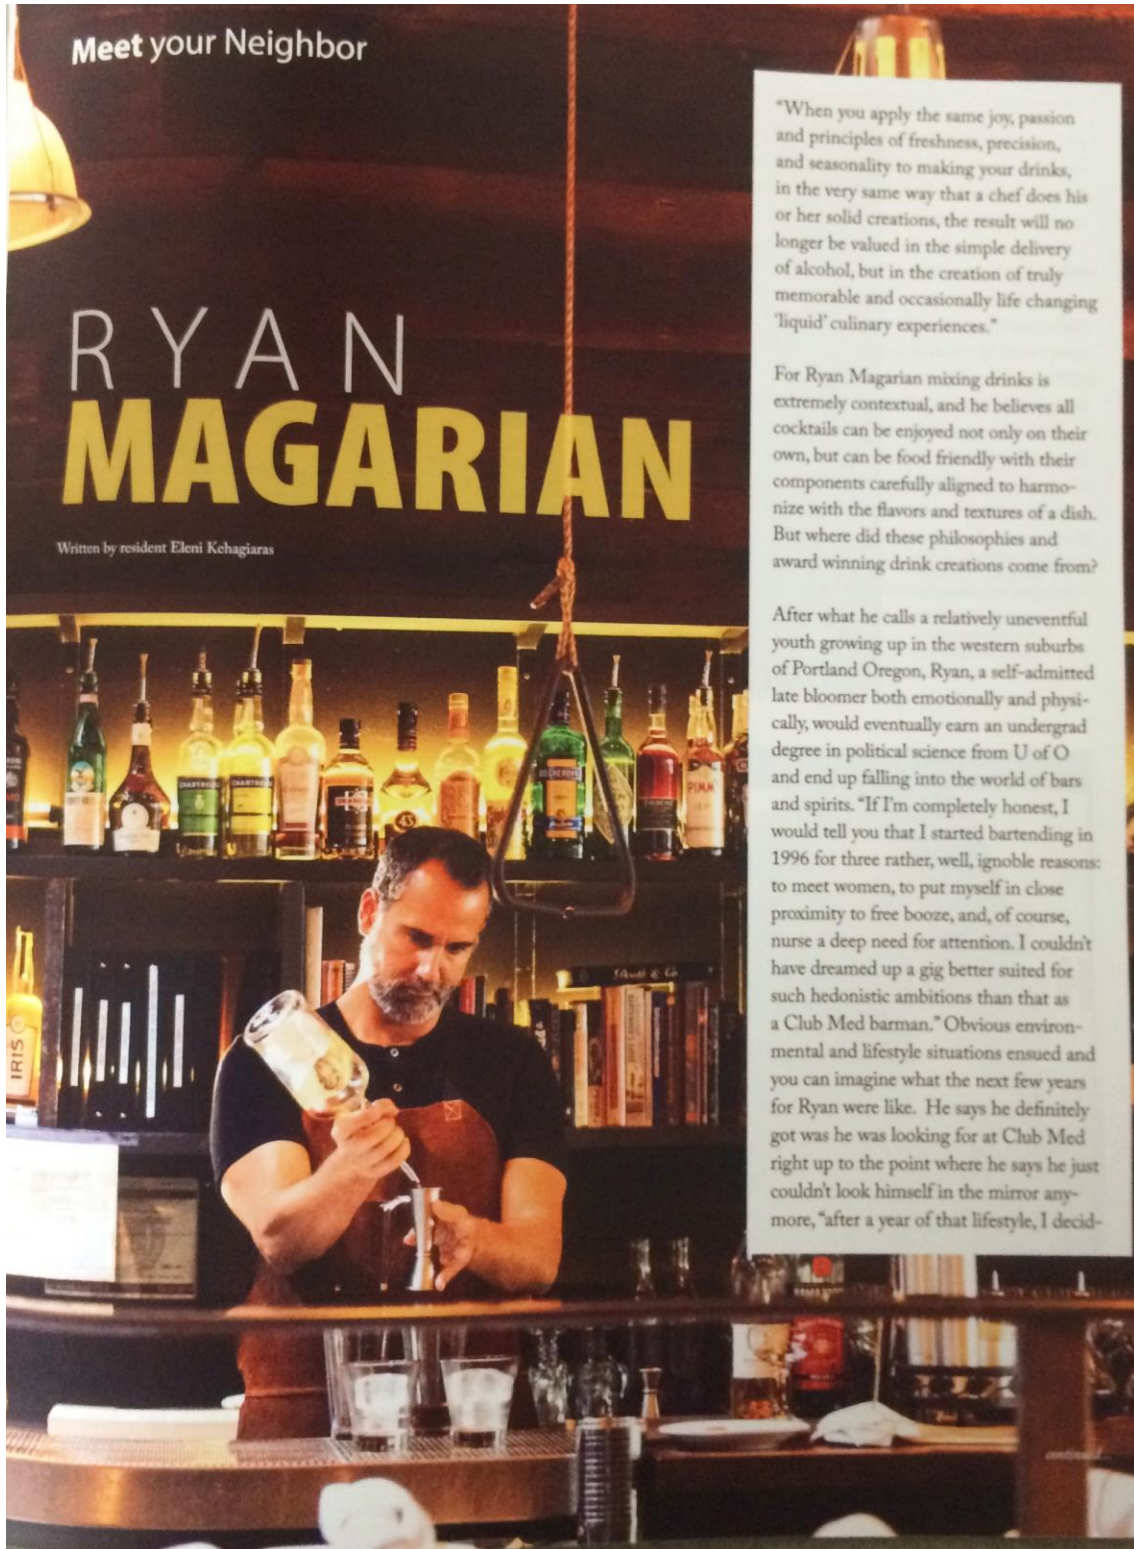 Meet your Neighbor
RYAN
MAGARIAN
Written by resident Eleni Kehagiaras
"When you apply the same joy, passion
and principles of freshness, precision,
and seasonality to making your drinks,
in the very same way that a chef does his
or her solid creations, the result will no
longer be valued in the simple delivery
of alcohol, but in the creation of truly
memorable and occasionally life changing
'liquid' culinary experiences."
For Ryan Magarian mixing drinks is
extremely contextual, and he believes all
cocktails can be enjoyed not only on their
own, but can be food friendly with their
components carefully aligned to harmo-
nize with the flavors and textures of a dish.
But where did these philosophies and
award winning drink creations come from?
After what he calls a relatively uneventful
youth growing up in the western suburbs
of Portland Oregon, Ryan, a self-admitted
late bloomer both emotionally and physi-
cally, would eventually earn an undergrad
degree in political science from U of O
and end up falling into the world of bars
and spirits. "If I'm completely honest, I
would tell you that I started bartending in
1996 for three rather, well, ignoble reasons:
to meet women, to put myself in close
proximity to free booze, and, of course,
nurse a deep need for attention. I couldn't
have dreamed up a gig better suited for
such hedonistic ambitions than that as
a Club Med barman." Obvious environ-
mental and lifestyle situations ensued and
you can imagine what the next few years
for Ryan were like. He says he definitely
got was he was looking for at Club Med
right up to the point where he says he just
couldn't look himself in the mirror any-
more, "after a year of that lifestyle, I decid-
continued...
CHARTREUSE
CHARTREUSE
BECHEROVKA
PIMM
43
IRIS